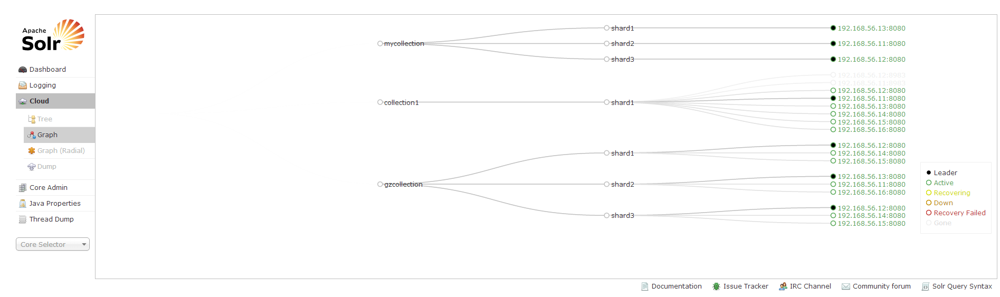 Apache
Solr
Dashboard
Logging
Cloud
Tree
Graph
Graph (Radial)
Dump
Core Admin
Java Properties
Thread Dump
Core Selector
mycollection
shard1
192.168.56.13:8080
shard2
192.168.56.11:8080
shard3
192.168.56.12:8080
collection1
shard1
192.168.56.12:8983
192.168.56.11:8983
192.168.56.12:8080
192.168.56.11:8080
192.168.56.13:8080
192.168.56.14:8080
192.168.56.15:8080
192.168.56.16:8080
gzcollection
shard1
192.168.56.12:8080
192.168.56.14:8080
192.168.56.15:8080
shard2
192.168.56.13:8080
192.168.56.11:8080
192.168.56.16:8080
shard3
192.168.56.12:8080
192.168.56.14:8080
192.168.56.15:8080
Leader
Active
Recovering
Down
Recovery Failed
Gone
Documentation Issue Tracker IRC Channel Community forum Solr Query Syntax